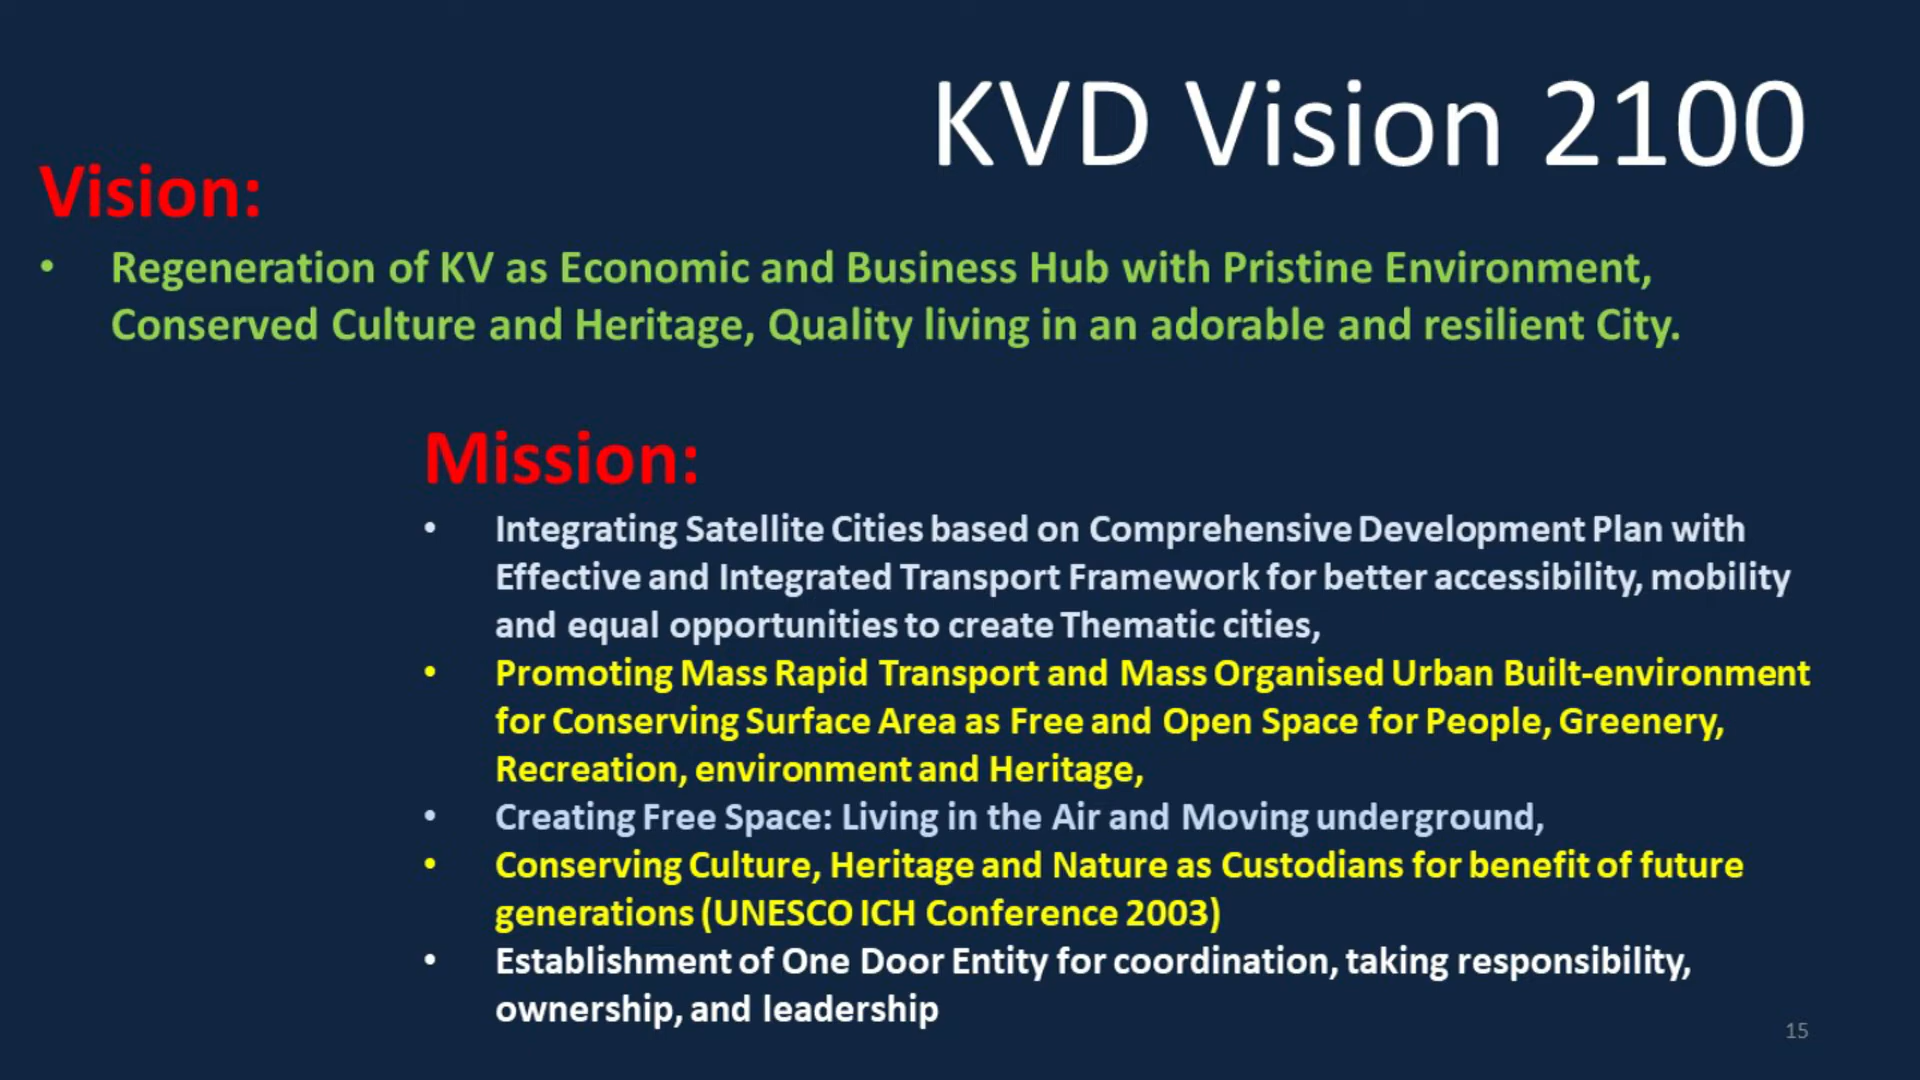 KVD Vision 2100
Vision:
• Regeneration of KV as Economic and Business Hub with Pristine Environment,
Conserved Culture and Heritage, Quality living in an adorable and resilient City.
Mission:
• Integrating Satellite Cities based on Comprehensive Development Plan with
Effective and Integrated Transport Framework for better accessibility, mobility
and equal opportunities to create Thematic cities,
• Promoting Mass Rapid Transport and Mass Organised Urban Built-environment
for Conserving Surface Area as Free and Open Space for People, Greenery,
Recreation, environment and Heritage,
• Creating Free Space: Living in the Air and Moving underground,
• Conserving Culture, Heritage and Nature as Custodians for benefit of future
generations (UNESCO ICH Conference 2003)
• Establishment of One Door Entity for coordination, taking responsibility,
ownership, and leadership
15